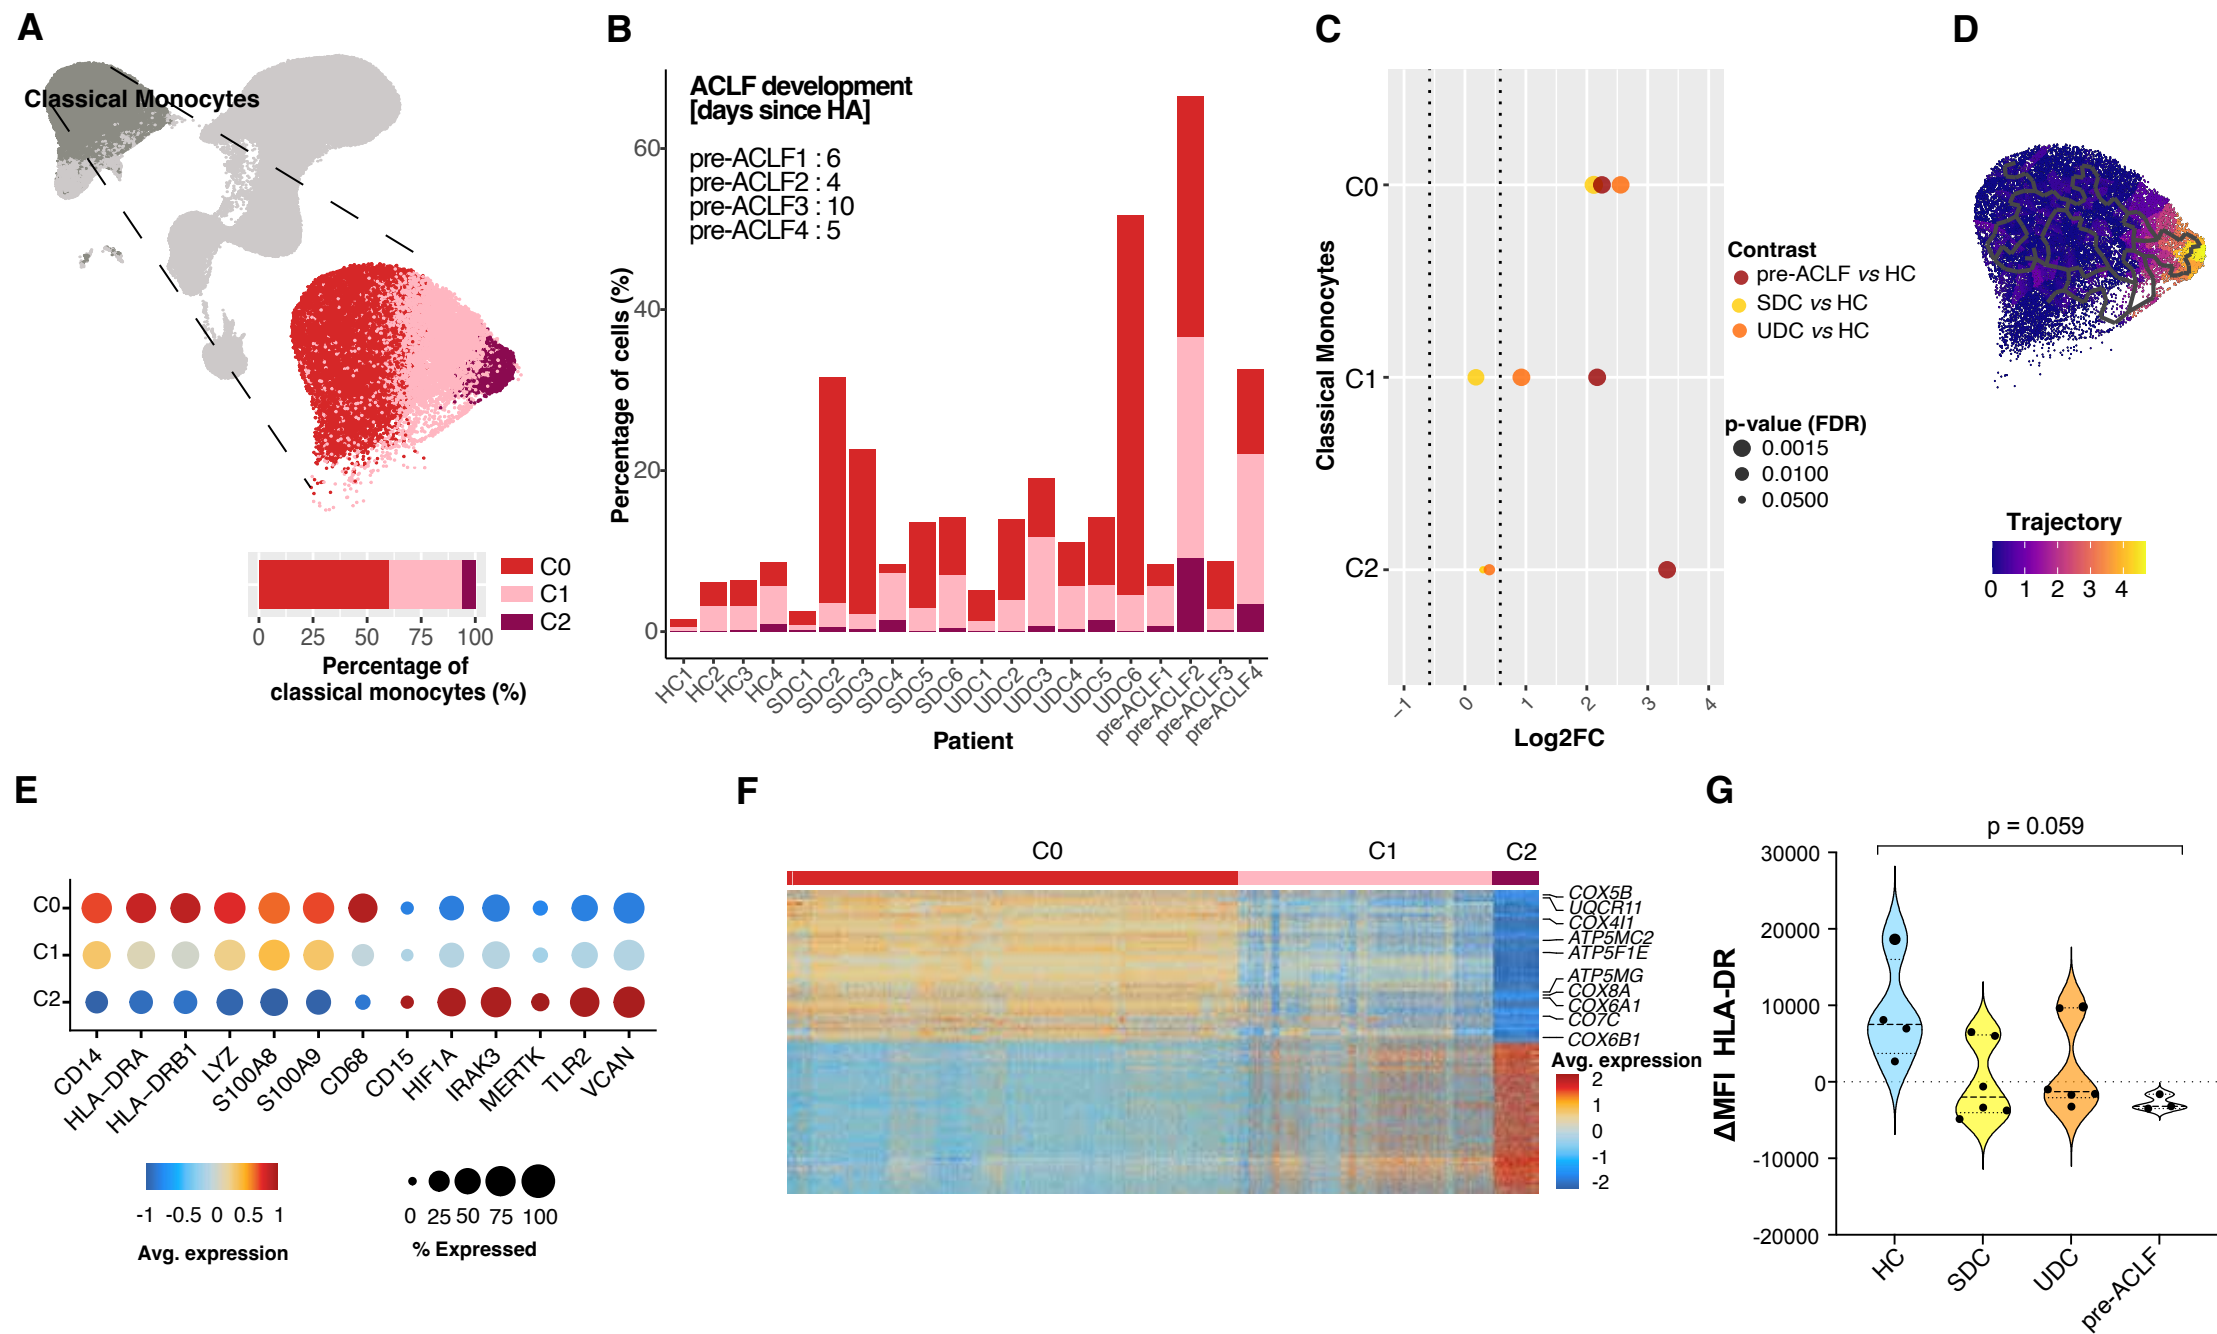 A
Classical Monocytes
C0
C1
C2
0 25 50 75 100
Percentage of
classical monocytes (%)
B
ACLF development
[days since HA]
pre-ACLF1 : 6
pre-ACLF2 : 4
pre-ACLF3 : 10
pre-ACLF4 : 5
Percentage of cells (%)
60
40
20
0
HC1 HC2 HC3 HC4 SDC1 SDC2 SDC3 SDC4 SDC5 SDC6 UDC1 UDC2 UDC3 UDC4 UDC5 UDC6 pre-ACLF1 pre-ACLF2 pre-ACLF3 pre-ACLF4
Patient
C
Classical Monocytes
C0
C1
C2
-1 0 1 2 3 4
Log2FC
Contrast
pre-ACLF vs HC
SDC vs HC
UDC vs HC
p-value (FDR)
0.0015
0.0100
0.0500
D
Trajectory
0 1 2 3 4
E
C0
C1
C2
CD14 HLA-DRA HLA-DRB1 LYZ S100A8 S100A9 CD68 CD15 HIF1A IRAK3 MERTK TLR2 VCAN
-1 -0.5 0 0.5 1
Avg. expression
0 25 50 75 100
% Expressed
F
C0 C1 C2
COX5B
UQCR11
COX4I1
ATP5MC2
ATP5F1E
ATP5MG
COX8A
COX6A1
CO7C
COX6B1
Avg. expression
2
1
0
-1
-2
G
p = 0.059
ΔMFI HLA-DR
30000
20000
10000
0
-10000
-20000
HC SDC UDC pre-ACLF